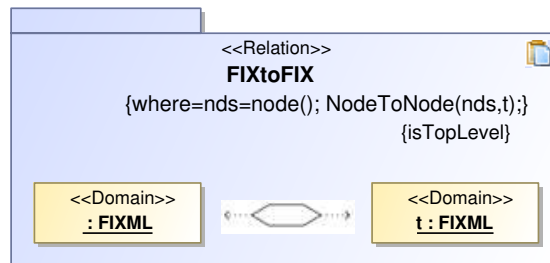 <<Relation>>
FIXtoFIX
{where=nds=node(); NodeToNode(nds,t);}
{isTopLevel}
<<Domain>>
: FIXML
<<Domain>>
t : FIXML